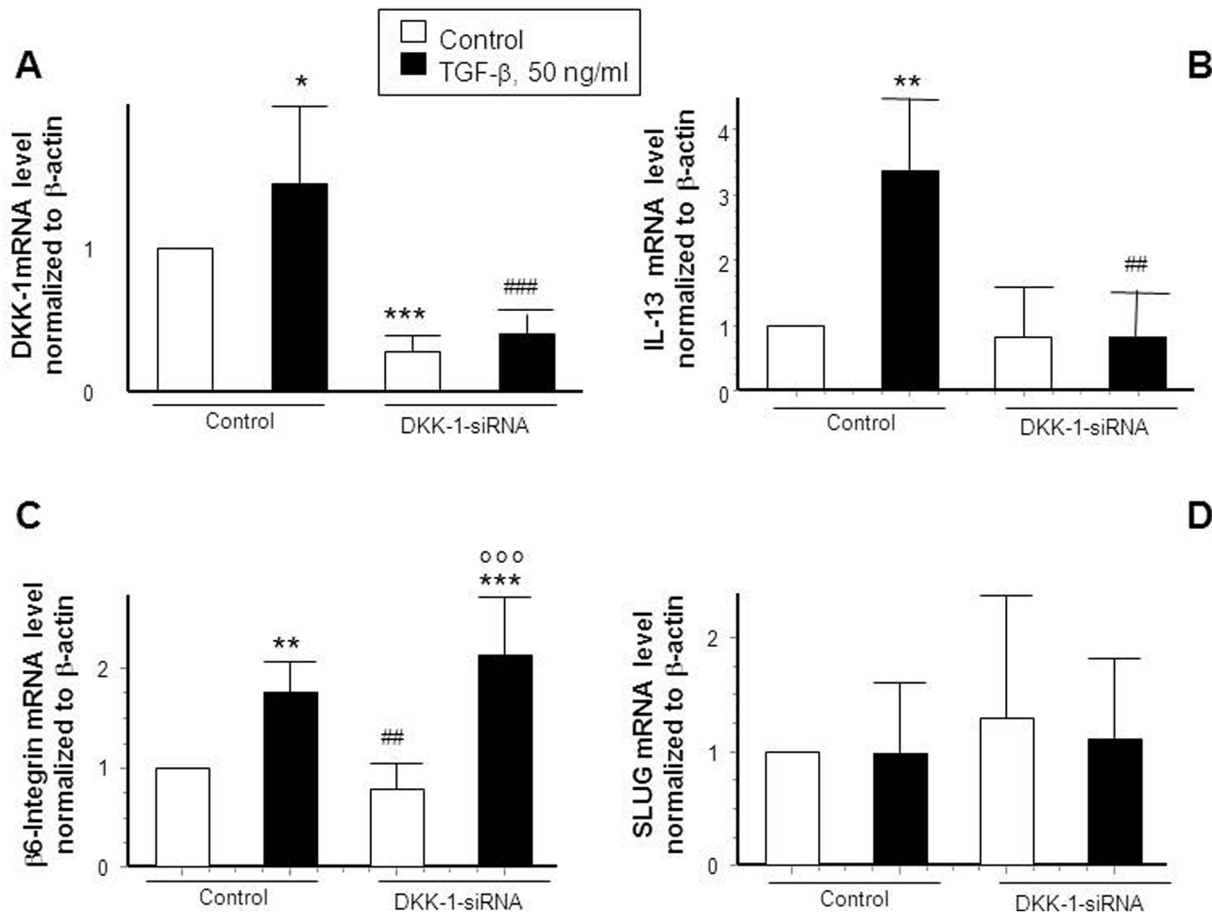 Control
TGF-β, 50 ng/ml
A
DKK-1mRNA level
normalized to β-actin
1
0
*
***
###
Control
DKK-1-siRNA
B
IL-13 mRNA level
normalized to β-actin
4
3
2
1
0
**
##
Control
DKK-1-siRNA
C
β6-Integrin mRNA level
normalized to β-actin
2
1
0
**
##
°°°
***
Control
DKK-1-siRNA
D
SLUG mRNA level
normalized to β-actin
2
1
0
Control
DKK-1-siRNA